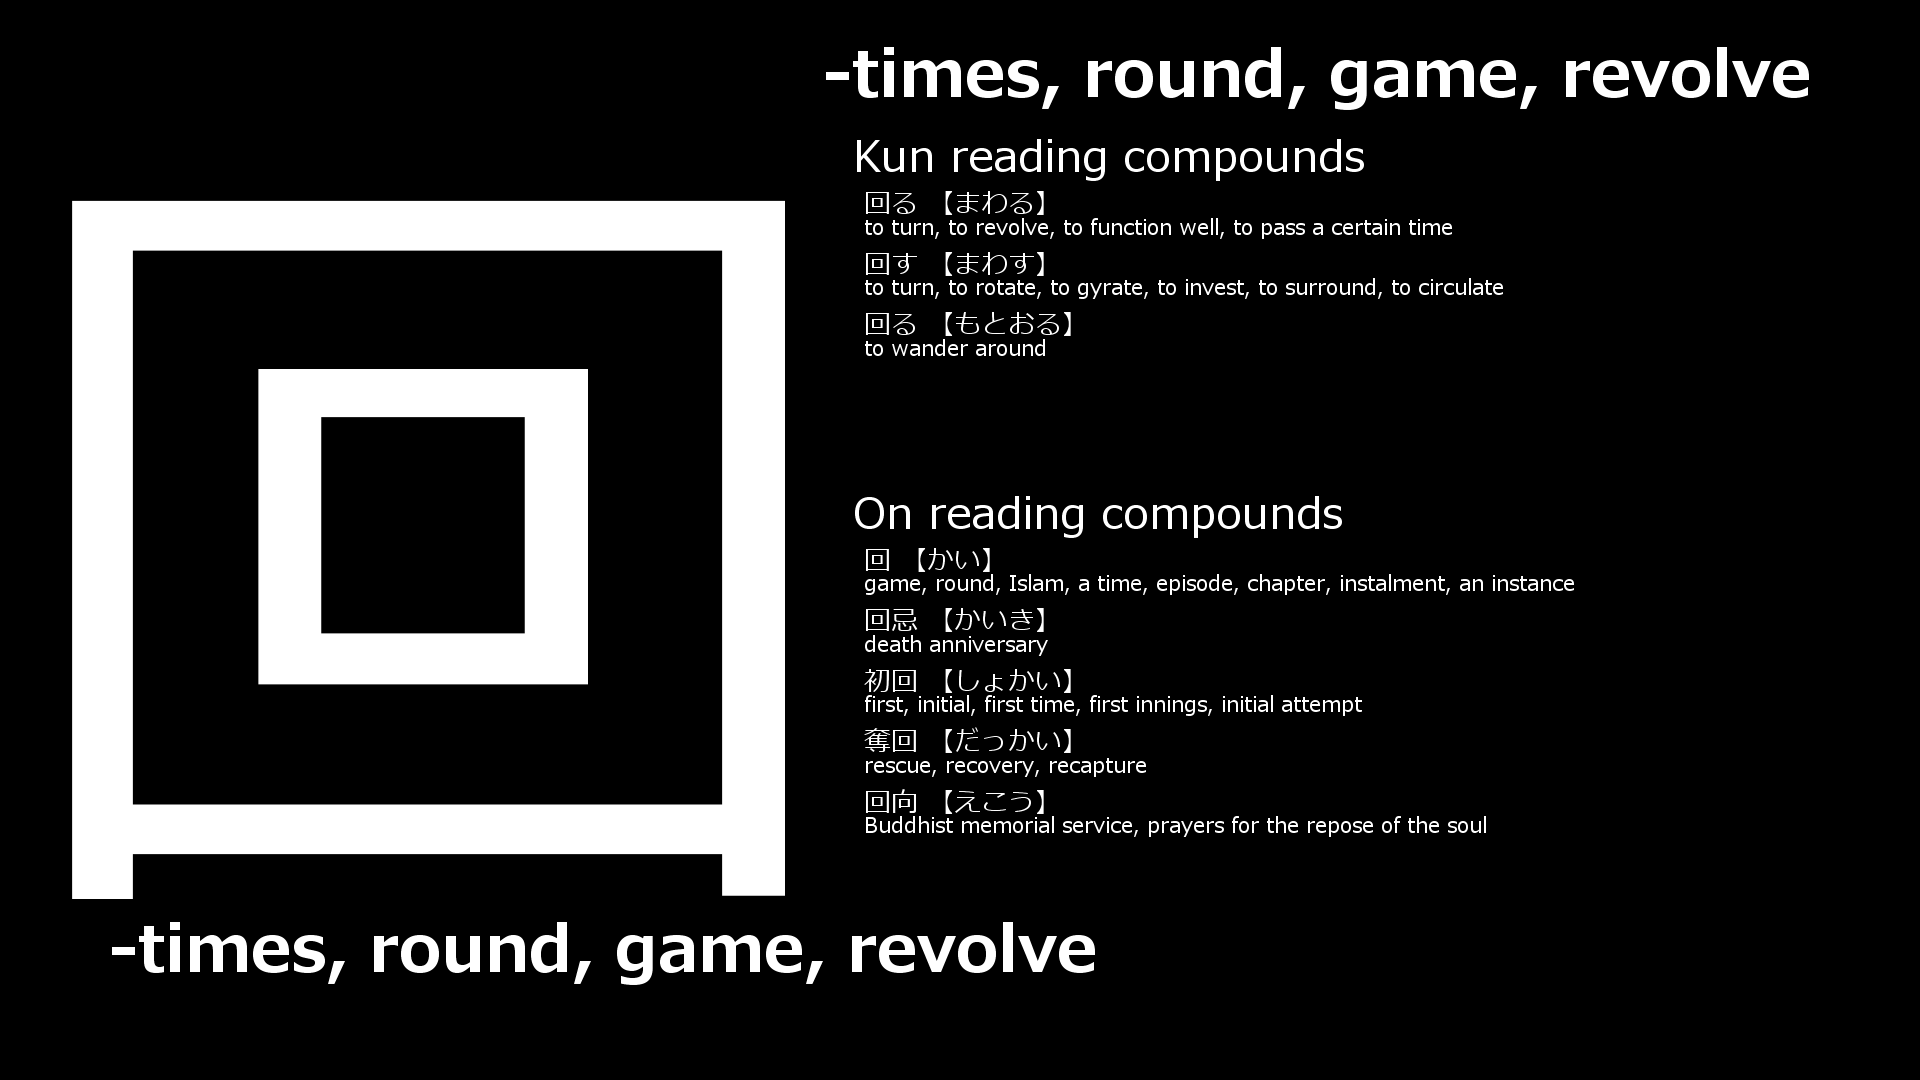 回
-times, round, game, revolve
-times, round, game, revolve
Kun reading compounds
回る 【まわる】
to turn, to revolve, to function well, to pass a certain time
回す 【まわす】
to turn, to rotate, to gyrate, to invest, to surround, to circulate
回る 【もとおる】
to wander around
On reading compounds
回 【かい】
game, round, Islam, a time, episode, chapter, instalment, an instance
回忌 【かいき】
death anniversary
初回 【しょかい】
first, initial, first time, first innings, initial attempt
奪回 【だっかい】
rescue, recovery, recapture
回向 【えこう】
Buddhist memorial service, prayers for the repose of the soul